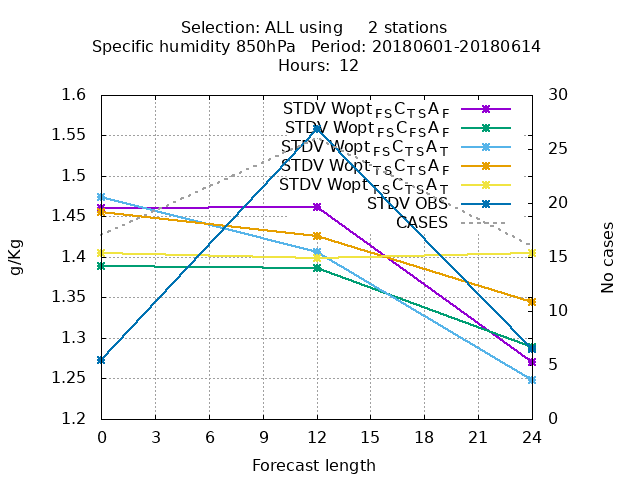 Selection: ALL using 2 stations
Specific humidity 850hPa Period: 20180601-20180614
Hours: 12
1.6
1.55
1.5
1.45
1.4
1.35
1.3
1.25
1.2
g/Kg
STDV Wopt FS C TS A F
STDV Wopt FS C FS A F
STDV Wopt FS C TS A T
STDV Wopt TS C TS A F
STDV Wopt TS C TS A T
STDV OBS
CASES
30
25
20
15
10
5
0
No cases
0 3 6 9 12 15 18 21 24
Forecast length